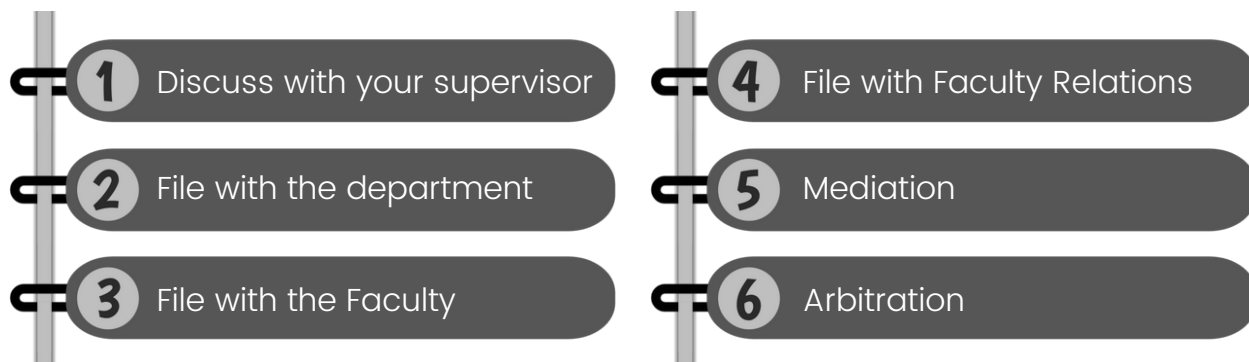 1 Discuss with your supervisor
2 File with the department
3 File with the Faculty
4 File with Faculty Relations
5 Mediation
6 Arbitration